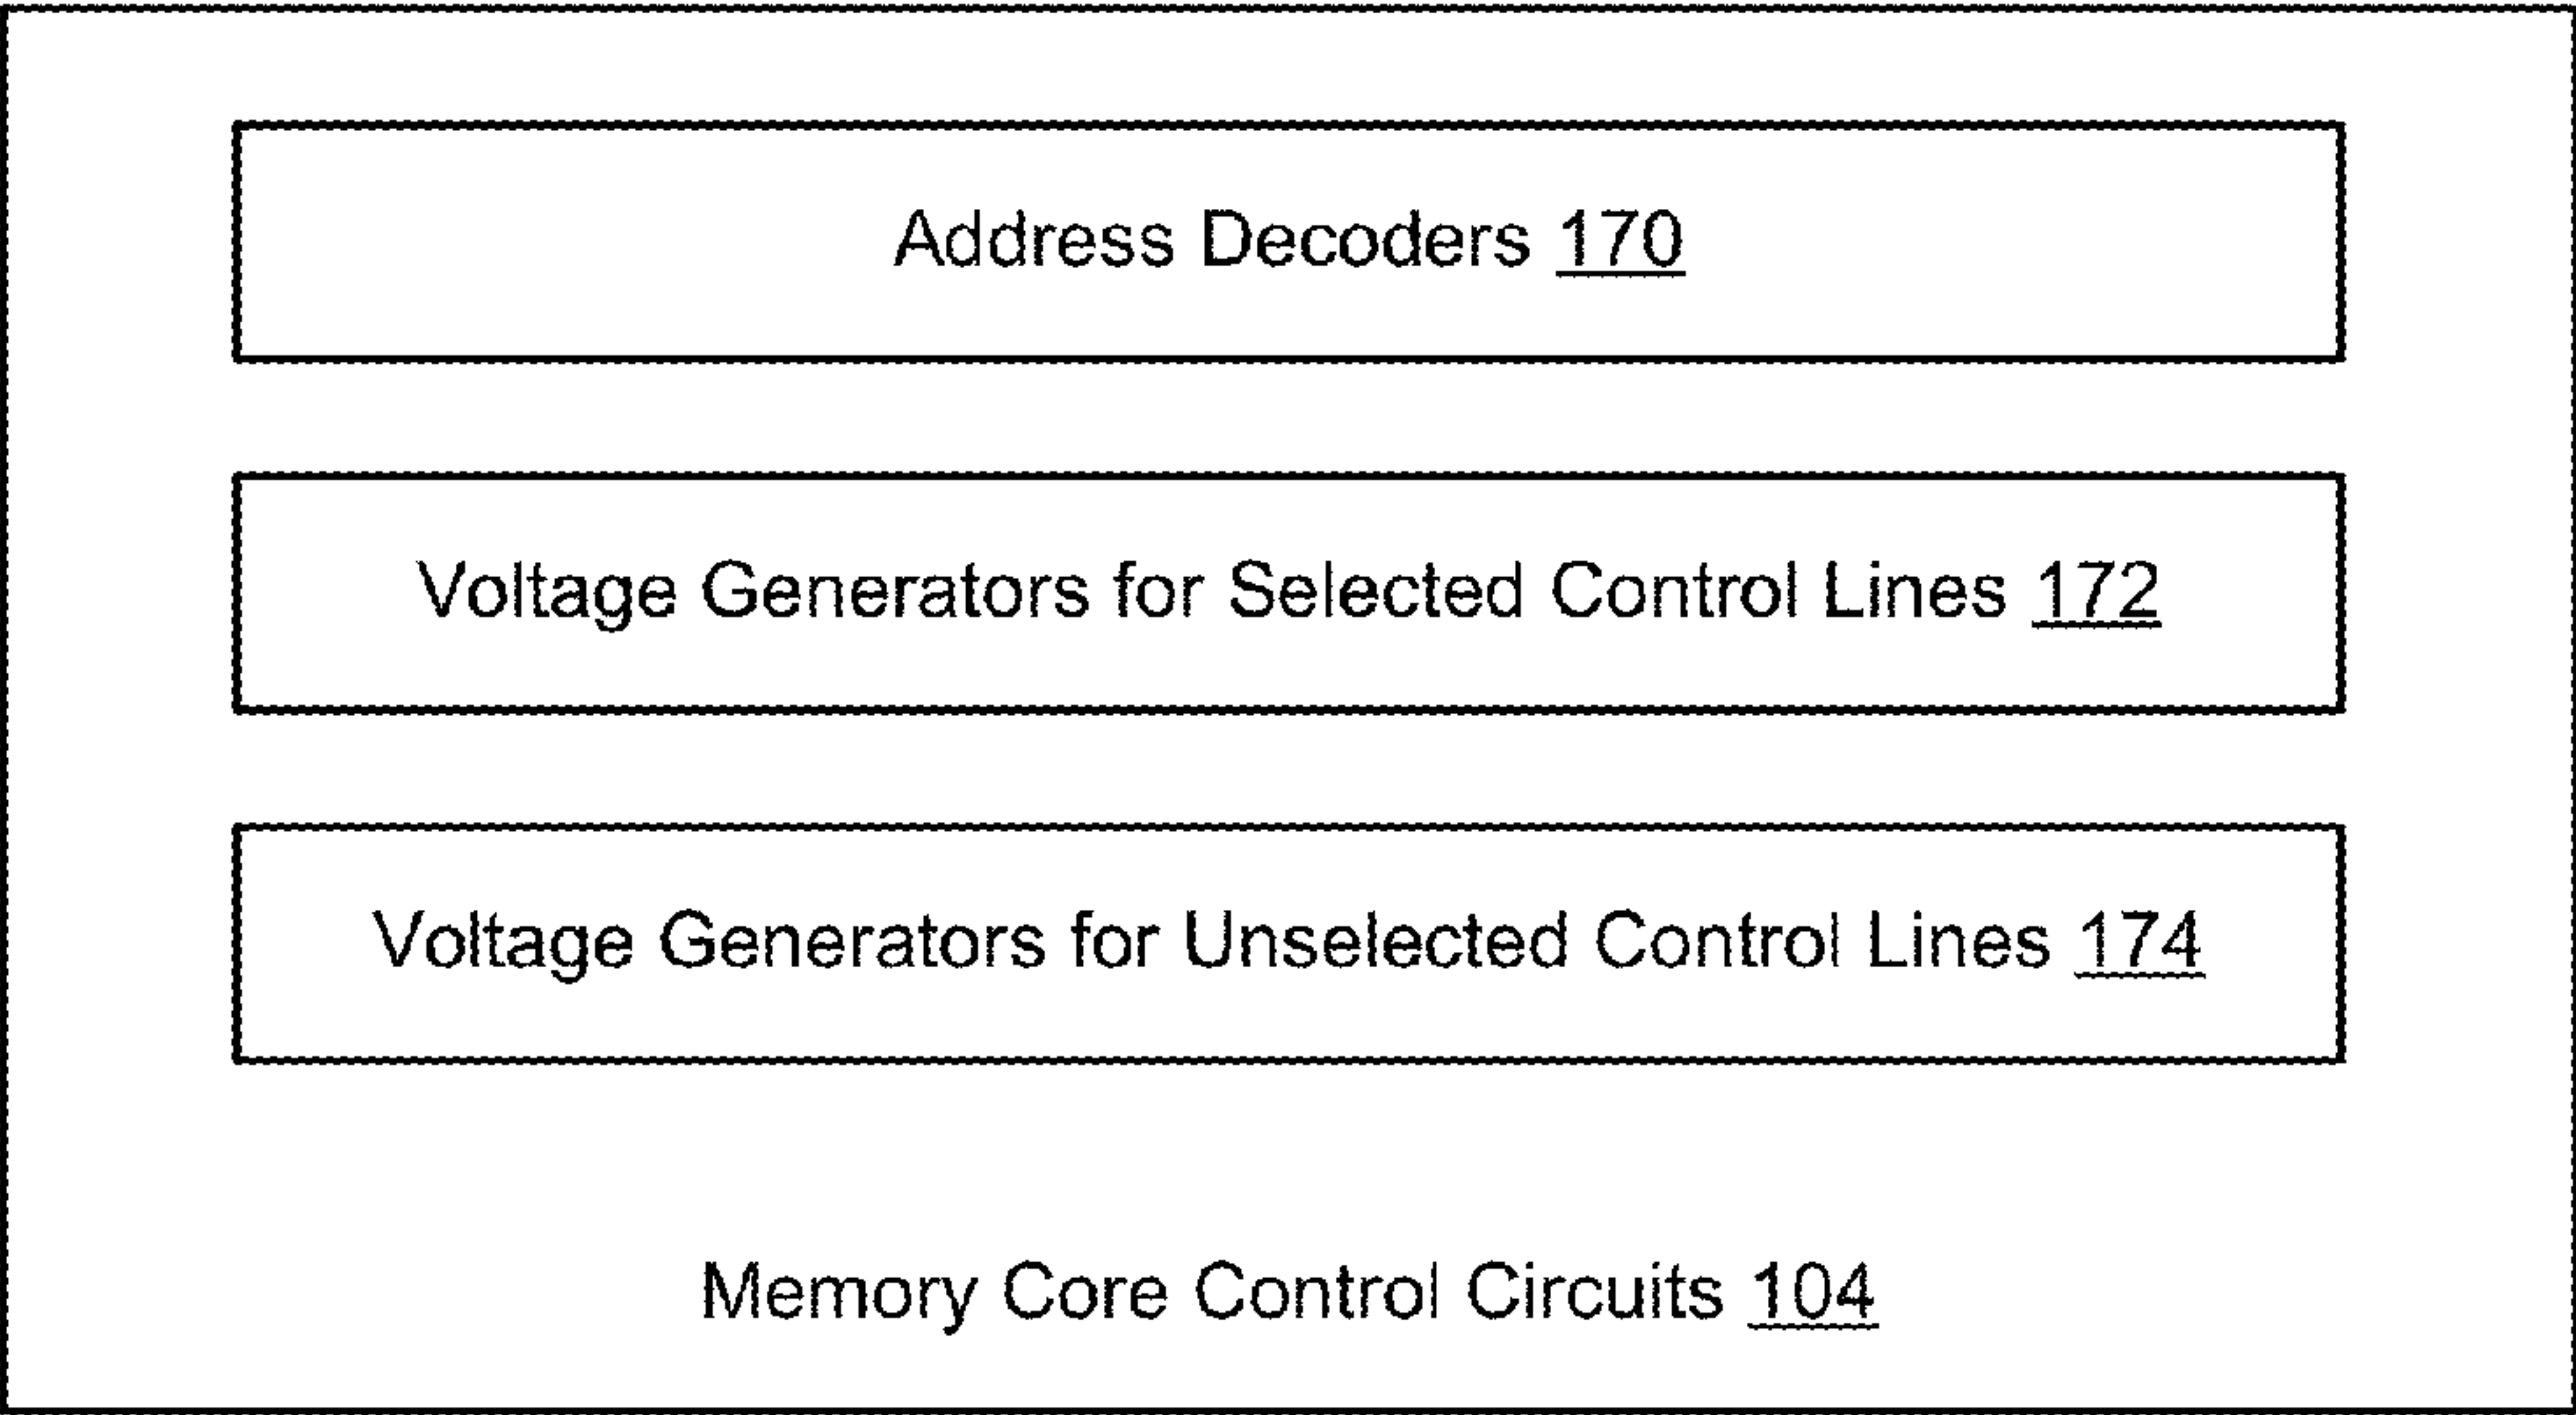 Address Decoders 170
Voltage Generators for Selected Control Lines 172
Voltage Generators for Unselected Control Lines 174
Memory Core Control Circuits 104